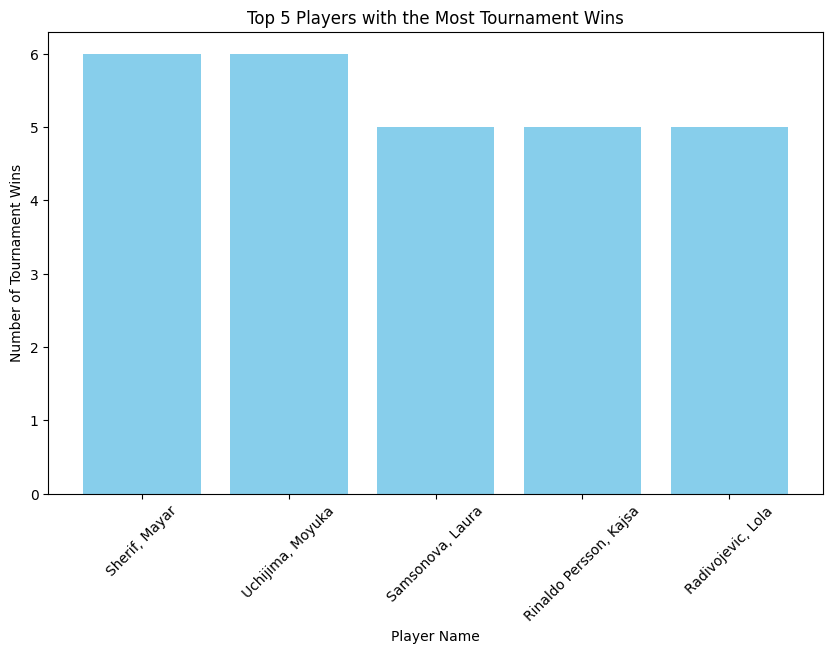 Top 5 Players with the Most Tournament Wins
Number of Tournament Wins
6
5
4
3
2
1
0
Sherif, Mayar
Uchijima, Moyuka
Samsonova, Laura
Rinaldo Persson, Kajsa
Radivojevic, Lola
Player Name